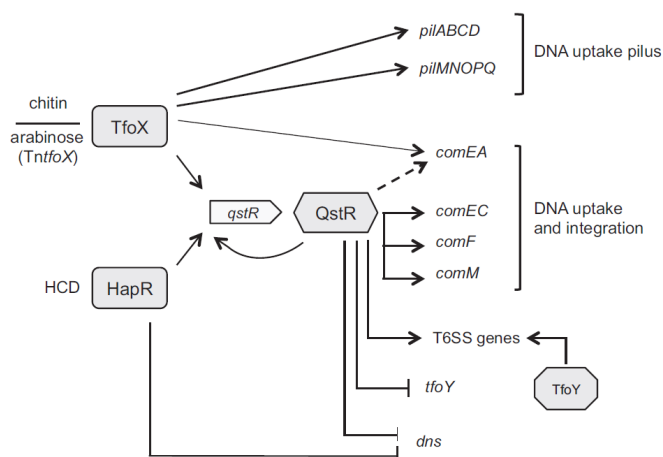 pilABCD
DNA uptake pilus
pilMNOPQ
chitin
TfoX
arabinose
(TntfoX)
comEA
qstR
QstR
comEC
DNA uptake
and integration
comF
comM
HCD
HapR
T6SS genes
tfoY
TfoY
dns